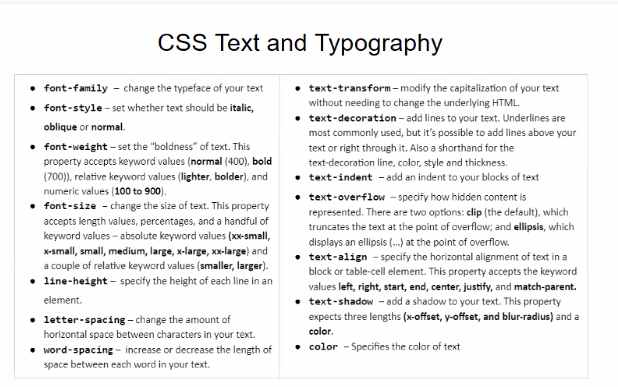 CSS Text and Typography
● font-family – change the typeface of your text
● font-style – set whether text should be italic,
oblique or normal.
● font-weight – set the "boldness" of text. This
property accepts keyword values (normal (400), bold
(700)), relative keyword values (lighter, bolder), and
numeric values (100 to 900).
● font-size – change the size of text. This property
accepts length values, percentages, and a handful of
keyword values – absolute keyword values (xx-small,
x-small, small, medium, large, x-large, xx-large) and
a couple of relative keyword values (smaller, larger).
● line-height – specify the height of each line in an
element.
● letter-spacing – change the amount of
horizontal space between characters in your text.
● word-spacing – increase or decrease the length of
space between each word in your text.
● text-transform – modify the capitalization of your text
without needing to change the underlying HTML.
● text-decoration – add lines to your text. Underlines are
most commonly used, but it's possible to add lines above your
text or right through it. Also a shorthand for the
text-decoration line, color, style and thickness.
● text-indent – add an indent to your blocks of text
● text-overflow – specify how hidden content is
represented. There are two options: clip (the default), which
truncates the text at the point of overflow; and ellipsis, which
displays an ellipsis (...) at the point of overflow.
● text-align – specify the horizontal alignment of text in a
block or table-cell element. This property accepts the keyword
values left, right, start, end, center, justify, and match-parent.
● text-shadow – add a shadow to your text. This property
expects three lengths (x-offset, y-offset, and blur-radius) and a
color.
● color – Specifies the color of text